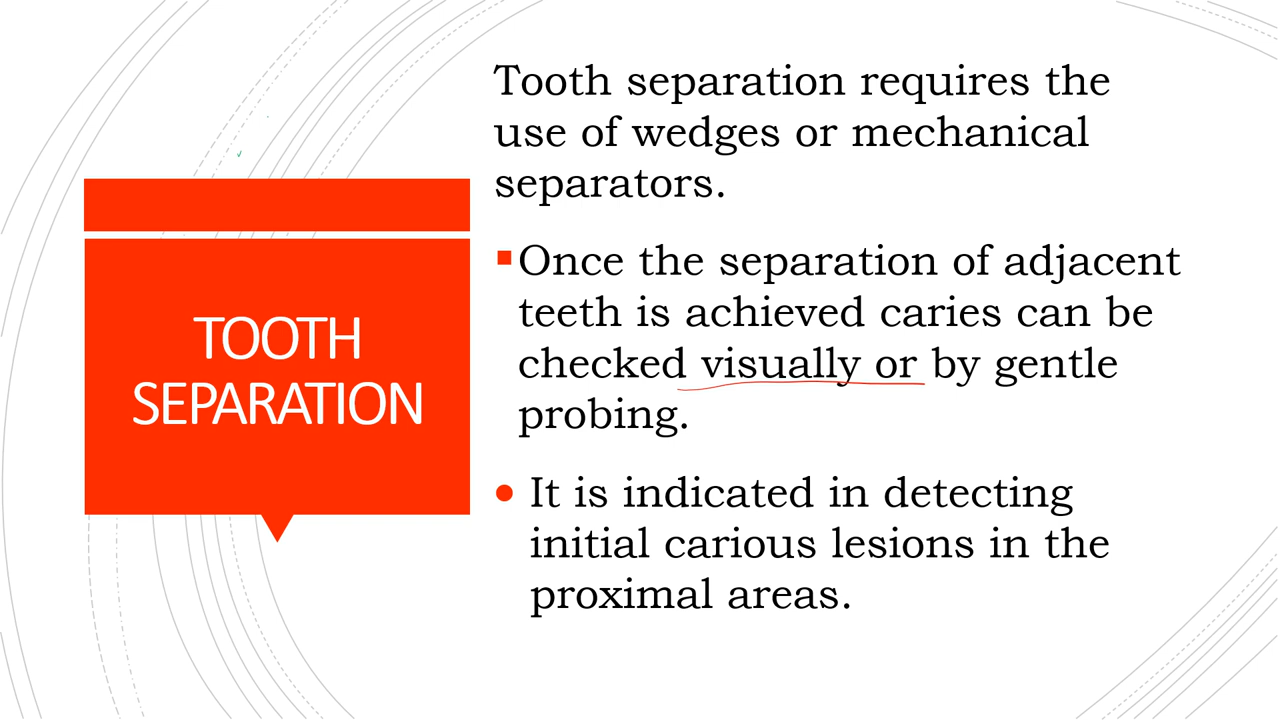 TOOTH
SEPARATION
Tooth separation requires the
use of wedges or mechanical
separators.
Once the separation of adjacent
teeth is achieved caries can be
checked visually or by gentle
probing.
It is indicated in detecting
initial carious lesions in the
proximal areas.